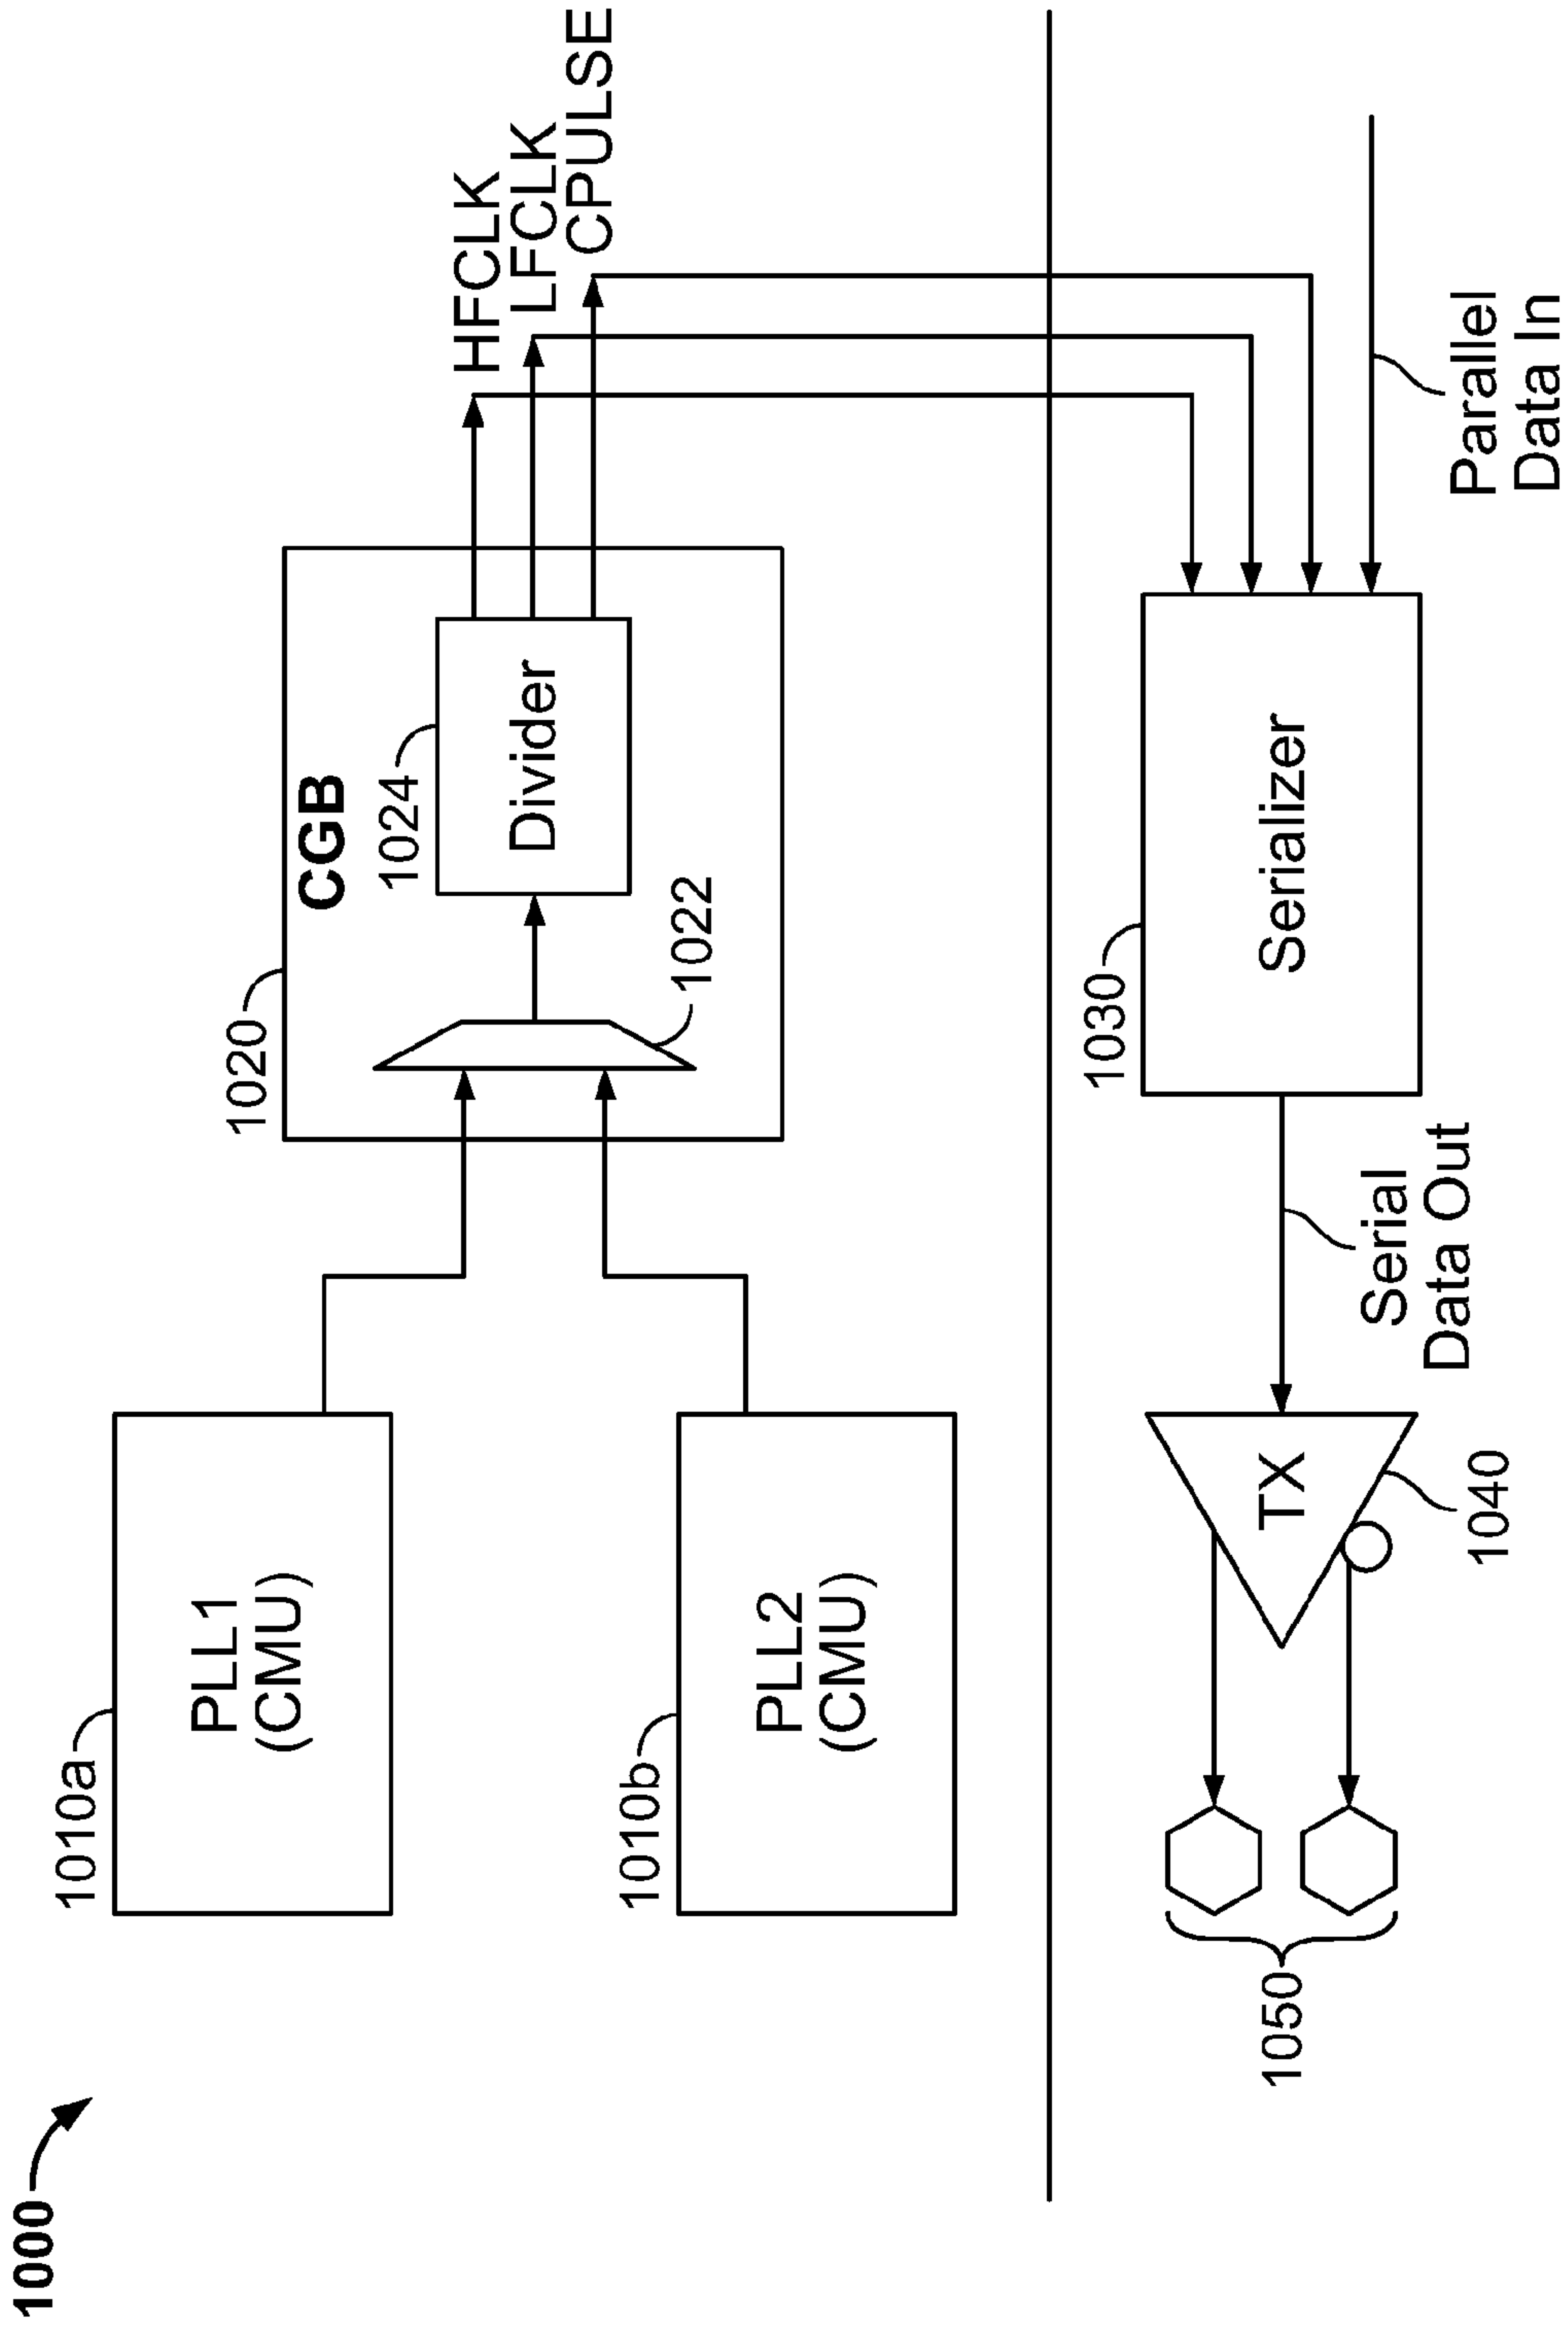 1000
1010a
PLL1
(CMU)
1010b
PLL2
(CMU)
1020
CGB
1022
1024
Divider
HFCLK
LFCLK
CPULSE
1050
TX
1040
Serial
Data Out
1030
Serializer
Parallel
Data In